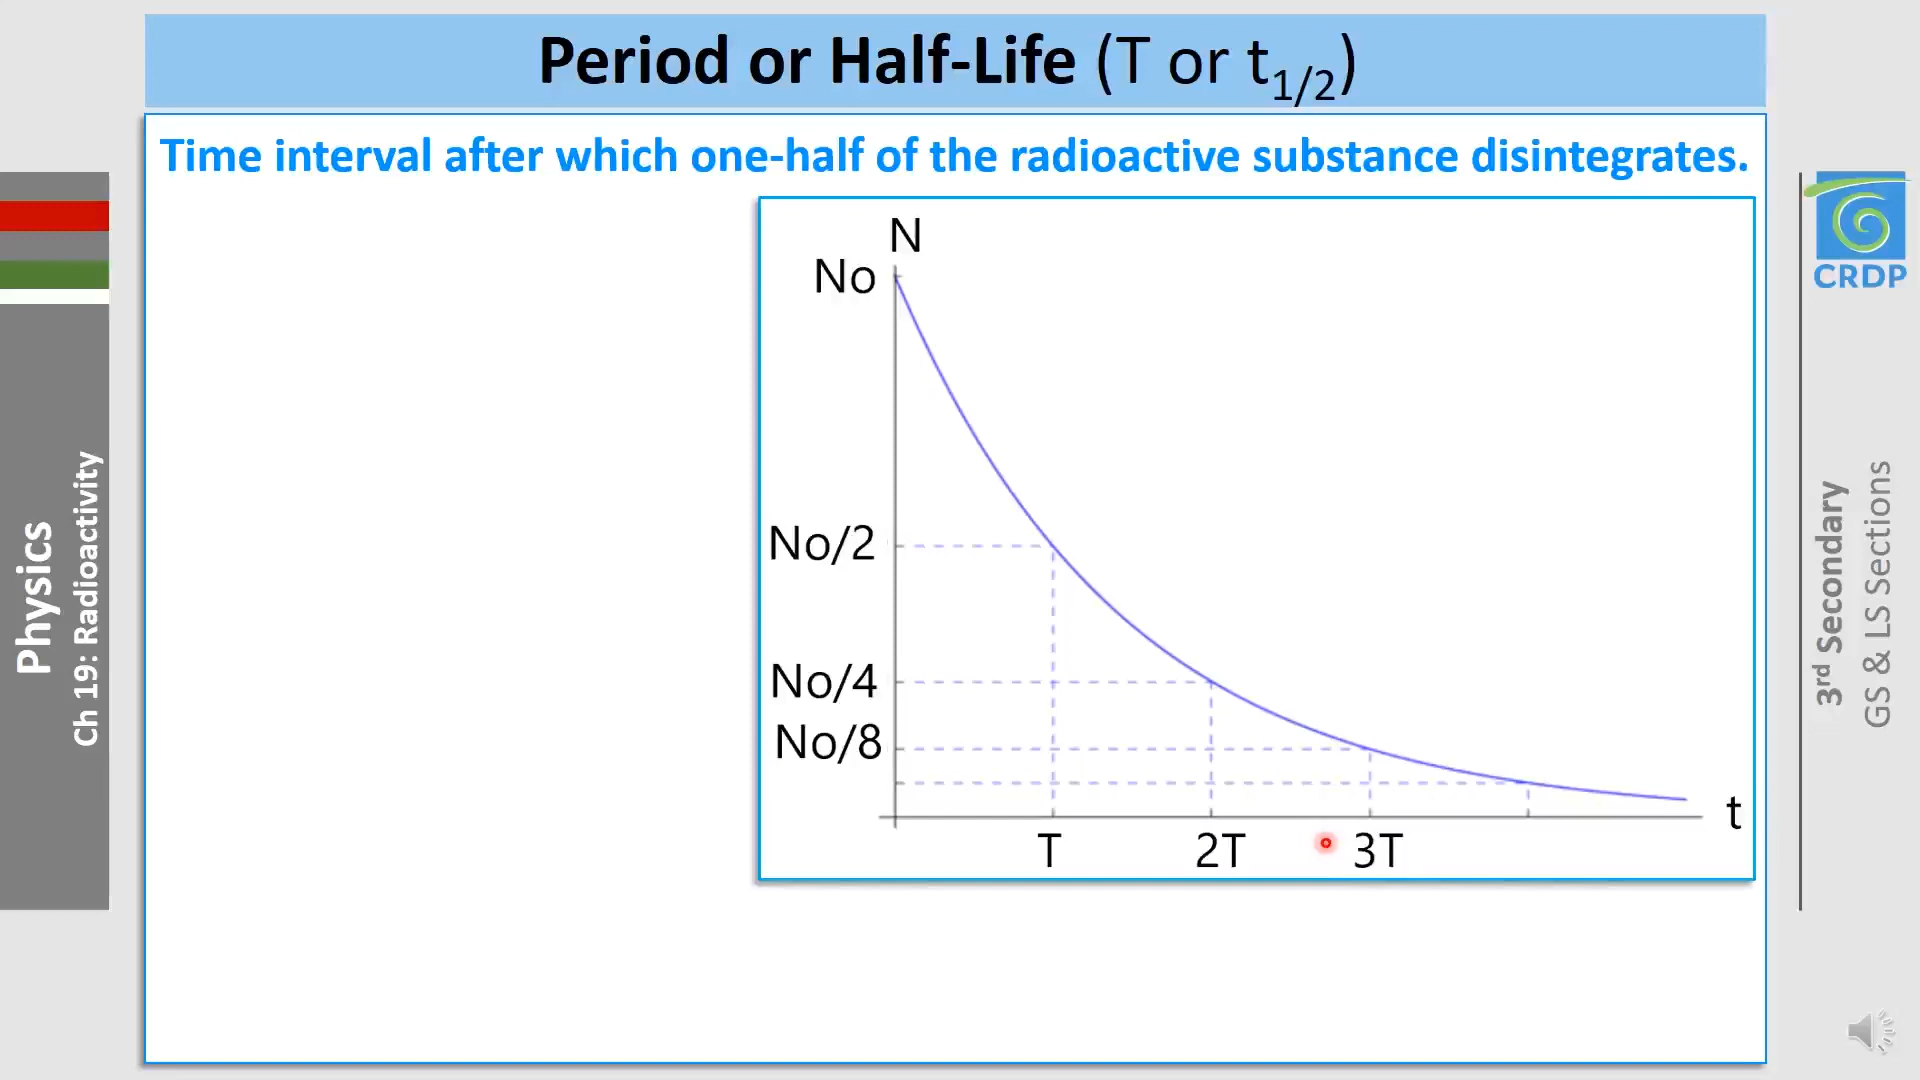 Period or Half-Life (T or t1/2)
Time interval after which one-half of the radioactive substance disintegrates.
N
No
No/2
No/4
No/8
T
2T
3T
t
Physics
Ch 19: Radioactivity
CRDP
3rd Secondary
GS & LS Sections